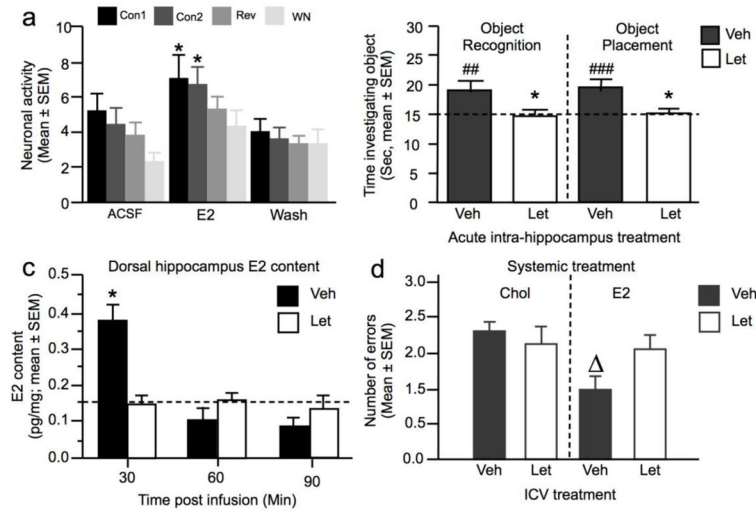 a
Con1 Con2 Rev WN
Neuronal activity
(Mean ± SEM)
10
8
6
4
2
0
* *
ACSF E2 Wash
Object
Recognition
Object
Placement
Veh
Let
Time investigating object
(Sec, mean ± SEM)
30
25
20
15
10
5
0
## * ### *
Veh Let Veh Let
Acute intra-hippocampus treatment
c
Dorsal hippocampus E2 content
Veh
Let
E2 content
(pg/mg; mean ± SEM)
0.5
0.4
0.3
0.1
0.1
0.0
*
30 60 90
Time post infusion (Min)
d
Systemic treatment
Chol E2
Veh
Let
Number of errors
(Mean ± SEM)
3.0
2.5
2.0
1.5
1.0
0.0
Δ
Veh Let Veh Let
ICV treatment